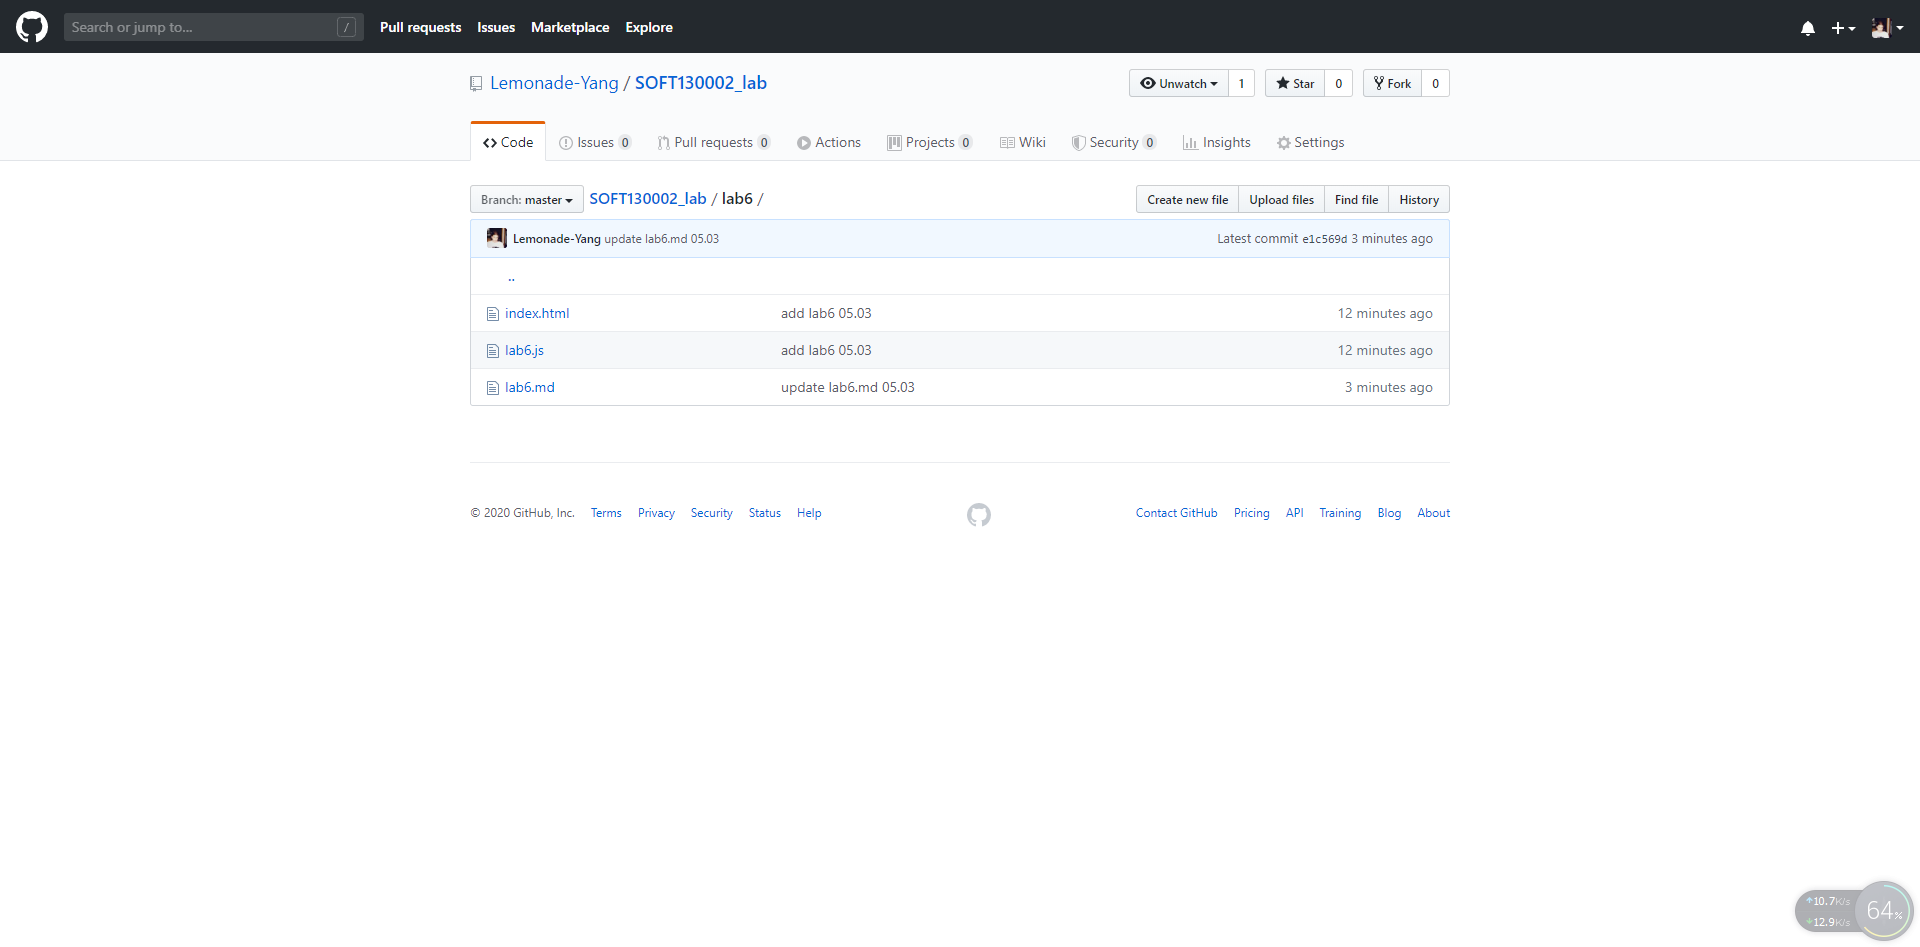 Search or jump to... / Pull requests Issues Marketplace Explore
Lemonade-Yang / SOFT130002_lab Unwatch 1 Star 0 Fork 0
Code Issues 0 Pull requests 0 Actions Projects 0 Wiki Security 0 Insights Settings
Branch: master SOFT130002_lab / lab6 / Create new file Upload files Find file History
Lemonade-Yang update lab6.md 05.03 Latest commit e1c569d 3 minutes ago
..
index.html add lab6 05.03 12 minutes ago
lab6.js add lab6 05.03 12 minutes ago
lab6.md update lab6.md 05.03 3 minutes ago
© 2020 GitHub, Inc. Terms Privacy Security Status Help Contact GitHub Pricing API Training Blog About
10.7K/s
12.9K/s
64%